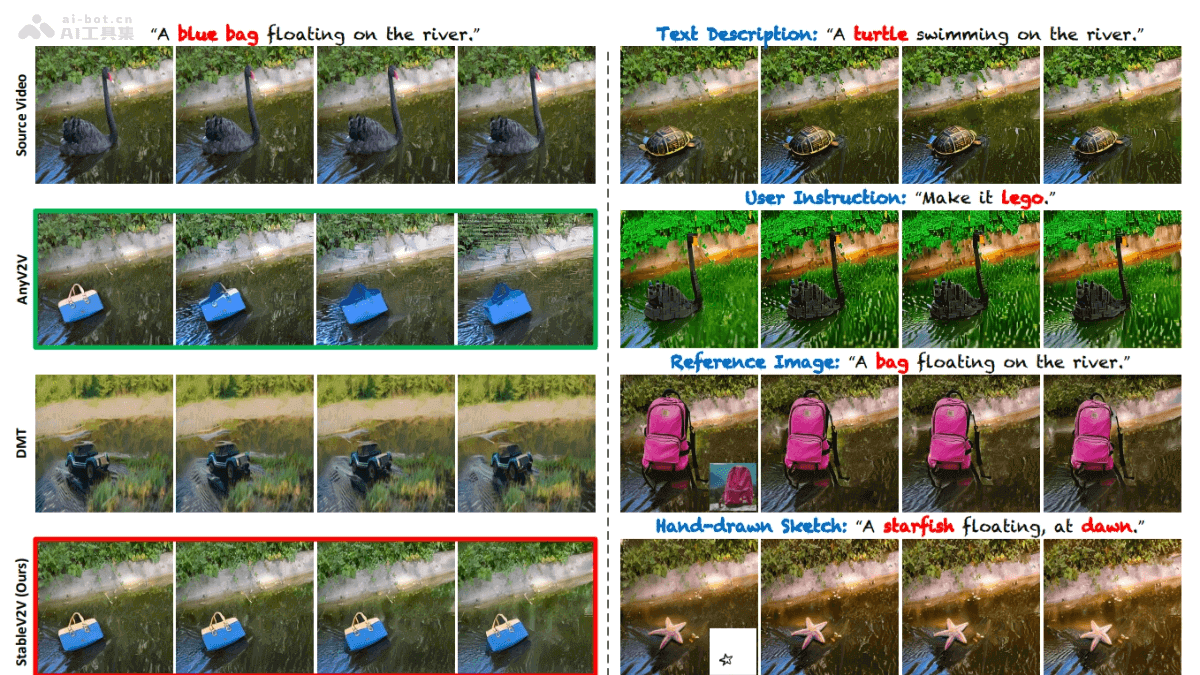 ai-bot.cn
AI工具集
“A blue bag floating on the river.”
Source Video
AnyV2V
DMT
StableV2V (Ours)
Text Description: “A turtle swimming on the river.”
User Instruction: “Make it lego.”
Reference Image: “A bag floating on the river.”
Hand-drawn Sketch: “A starfish floating, at dawn.”